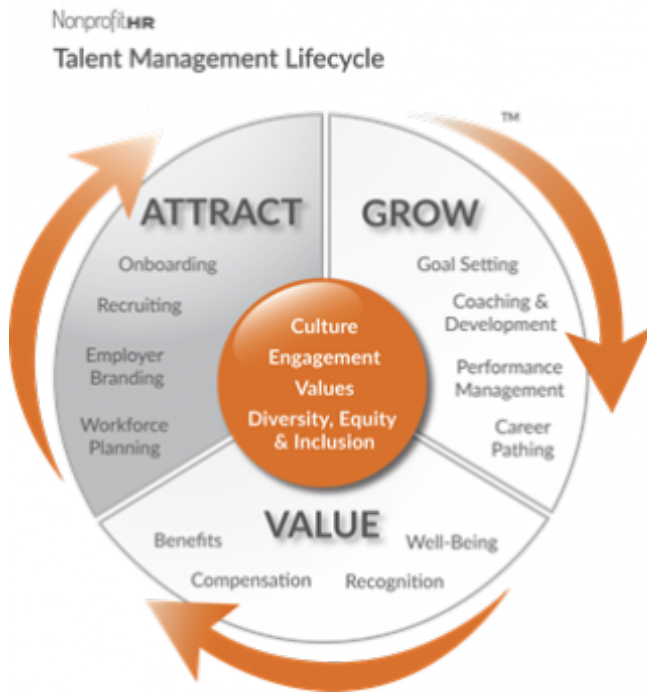 NonprofitHR
Talent Management Lifecycle
™
ATTRACT
Onboarding
Recruiting
Employer
Branding
Workforce
Planning
GROW
Goal Setting
Coaching &
Development
Performance
Management
Career
Pathing
Culture
Engagement
Values
Diversity, Equity
& Inclusion
VALUE
Benefits
Compensation
Recognition
Well-Being